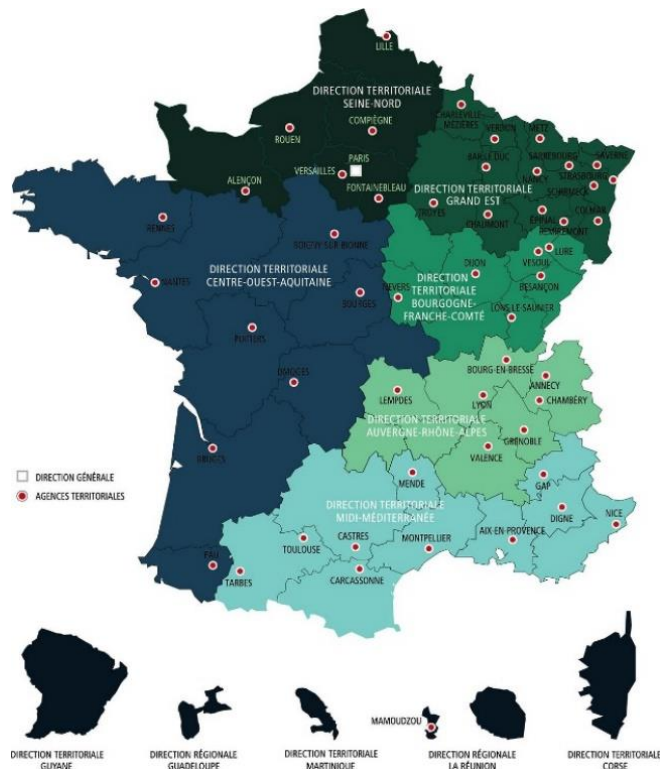 LILLE
DIRECTION TERRITORIALE
SEINE-NORD
COMPIÈGNE
ROUEN
PARIS
VERSAILLES
ALENÇON
FONTAINEBLEAU
CHARLEVILLE-
MÉZIÈRES
VERDUN
METZ
BAR LE DUC
SARREBOURG
SAVERNE
NANCY
STRASBOURG
SCHIRMECK
DIRECTION TERRITORIALE
GRAND EST
TROYES
CHAUMONT
ÉPINAL
COLMAR
REMIREMONT
RENNES
NANTES
DIRECTION TERRITORIALE
CENTRE-OUEST-AQUITAINE
BOURGES
POITIERS
LIMOGES
BRUGES
PAU
NEVERS
DIJON
VESOUL
LURE
BESANÇON
DIRECTION
TERRITORIALE
BOURGOGNE-
FRANCHE-COMTÉ
LONS LE SAUNIER
BOURG-EN-BRESSE
ANNECY
LEMPDES
LYON
CHAMBÉRY
DIRECTION TERRITORIALE
AUVERGNE-RHÔNE-ALPES
GRENOBLE
VALENCE
DIRECTION GÉNÉRALE
AGENCES TERRITORIALES
MENDE
GAP
DIRECTION TERRITORIALE
MIDI-MÉDITERRANÉE
DIGNE
NICE
TOULOUSE
CASTRES
MONTPELLIER
AIX-EN-PROVENCE
TARBES
CARCASSONNE
MAMOUDZOU
DIRECTION TERRITORIALE
GUYANE
DIRECTION RÉGIONALE
GUADELOUPE
DIRECTION TERRITORIALE
MARTINIQUE
DIRECTION RÉGIONALE
LA RÉUNION
DIRECTION TERRITORIALE
CORSE